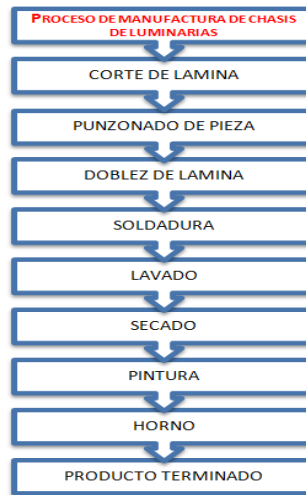 PROCESO DE MANUFACTURA DE CHASIS
DE LUMINARIAS
CORTE DE LAMINA
PUNZONADO DE PIEZA
DOBLEZ DE LAMINA
SOLDADURA
LAVADO
SECADO
PINTURA
HORNO
PRODUCTO TERMINADO